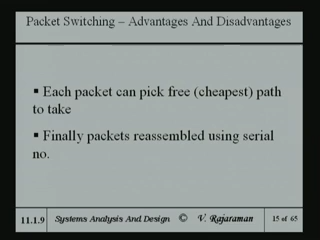 Packet Switching – Advantages And Disadvantages
▪ Each packet can pick free (cheapest) path
to take
▪ Finally packets reassembled using serial
no.
11.1.9 Systems Analysis And Design © V. Rajaraman 15 of 65